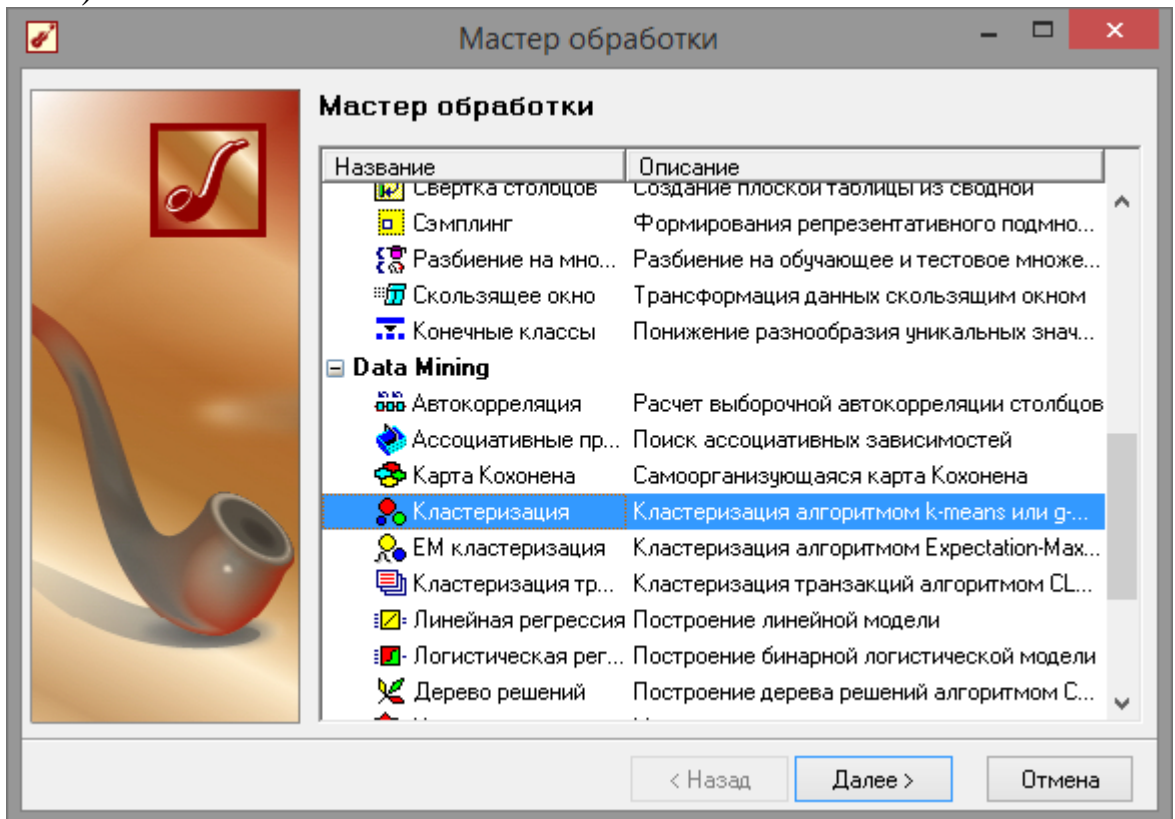 )
Мастер обработки
Мастер обработки
Название Описание
Свертка столбцов Создание плоской таблицы из сводной
Сэмплинг Формирования репрезентативного подмно...
Разбиение на мно... Разбиение на обучающее и тестовое множе...
Скользящее окно Трансформация данных скользящим окном
Конечные классы Понижение разнообразия уникальных знач...
Data Mining
Автокорреляция Расчет выборочной автокорреляции столбцов
Ассоциативные пр... Поиск ассоциативных зависимостей
Карта Кохонена Самоорганизующаяся карта Кохонена
Кластеризация Кластеризация алгоритмом k-means или g-...
EM кластеризация Кластеризация алгоритмом Expectation-Max...
Кластеризация тр... Кластеризация транзакций алгоритмом CL...
Линейная регрессия Построение линейной модели
Логистическая рег... Построение бинарной логистической модели
Дерево решений Построение дерева решений алгоритмом C...
< Назад Далее > Отмена